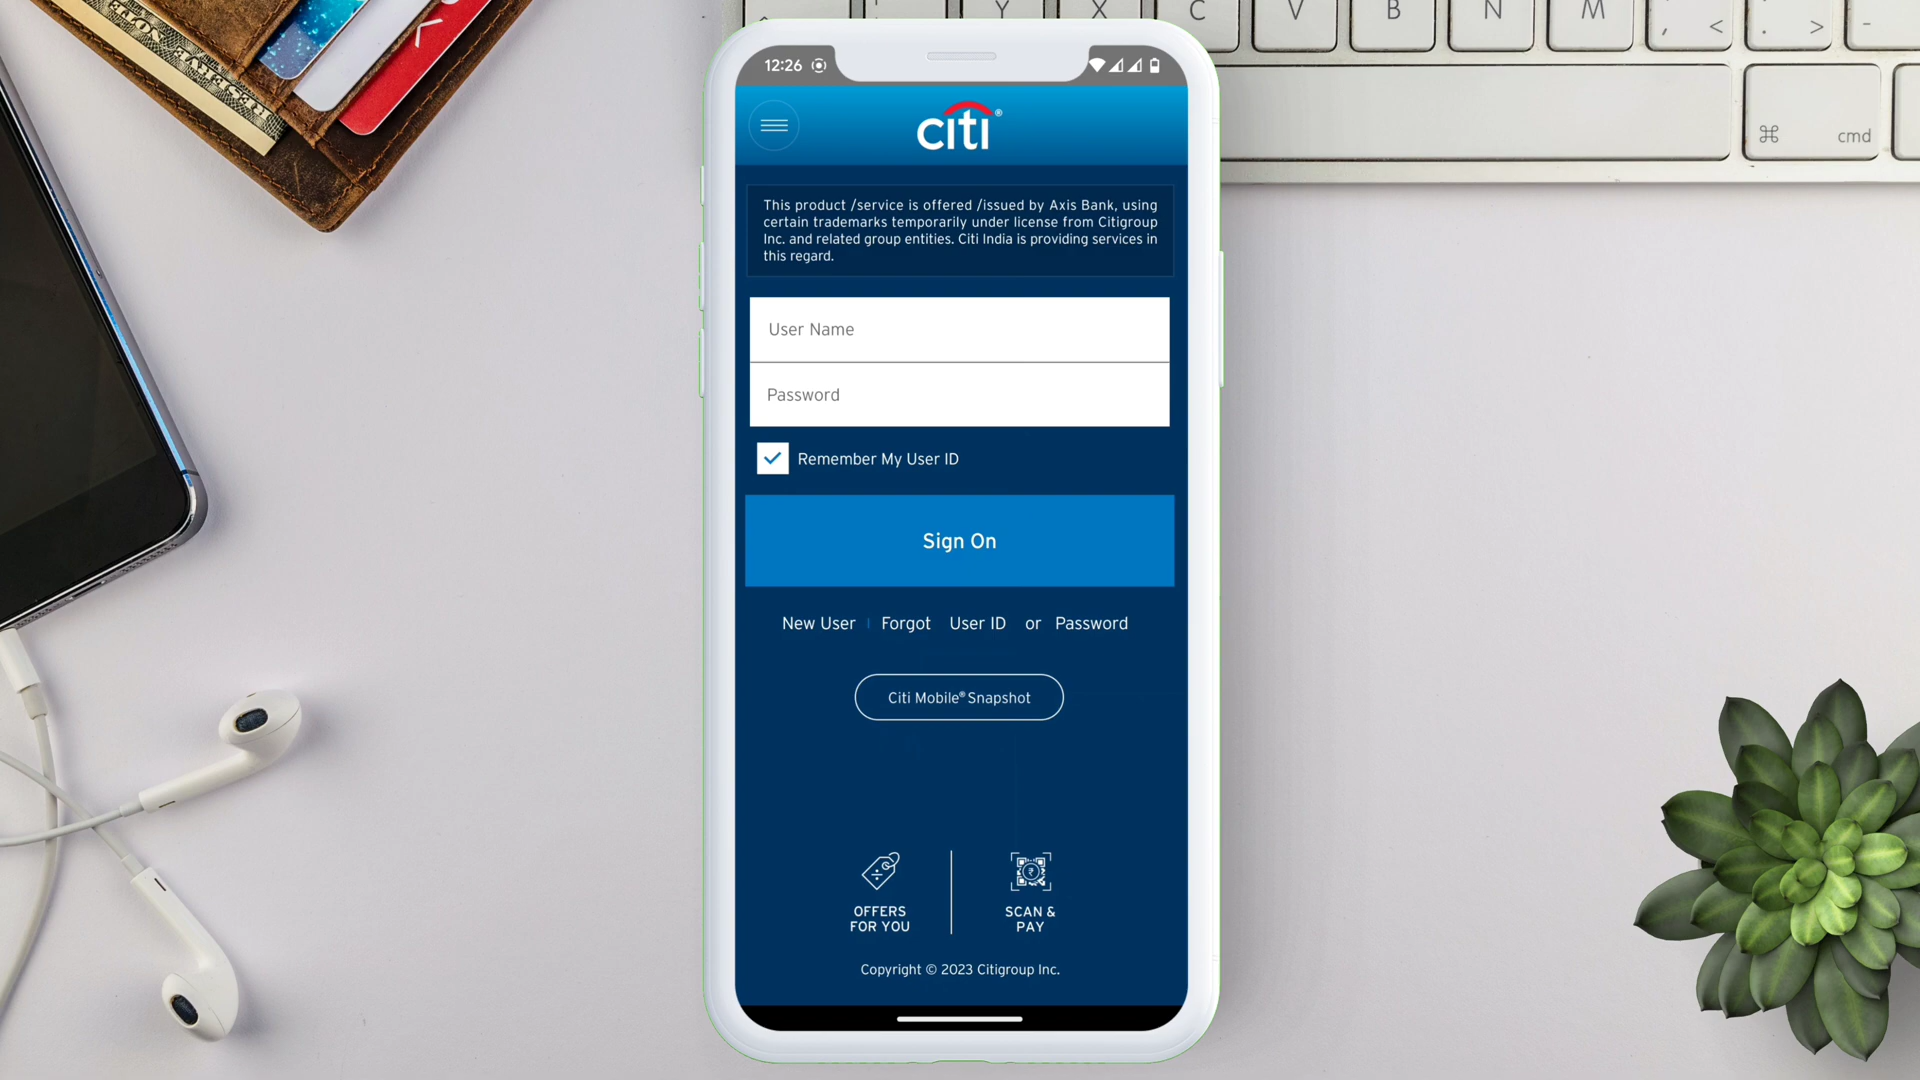 Y X C V B N M , < . > -
⌘ cmd
RESERVE NOTE
12:26
citi®
This product /service is offered /issued by Axis Bank, using
certain trademarks temporarily under license from Citigroup
Inc. and related group entities. Citi India is providing services in
this regard.
User Name
Password
Remember My User ID
Sign On
New User | Forgot User ID or Password
Citi Mobile® Snapshot
OFFERS
FOR YOU
SCAN &
PAY
Copyright © 2023 Citigroup Inc.